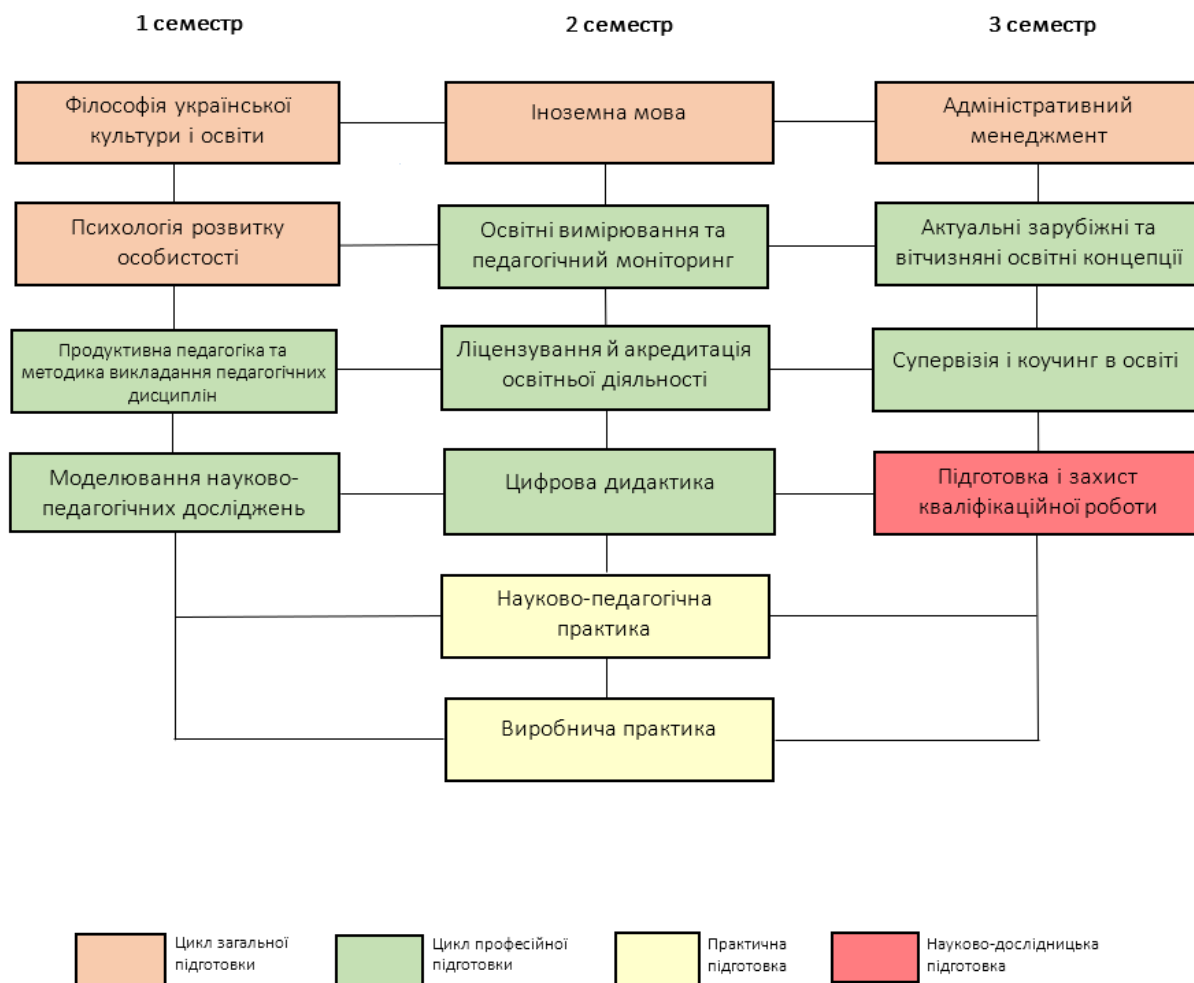 1 семестр
2 семестр
3 семестр
Філософія української
культури і освіти
Іноземна мова
Адміністративний
менеджмент
Психологія розвитку
особистості
Освітні вимірювання та
педагогічний моніторинг
Актуальні зарубіжні та
вітчизняні освітні концепції
Продуктивна педагогіка та
методика викладання педагогічних
дисциплін
Ліцензування й акредитація
освітньої діяльності
Супервізія і коучинг в освіті
Моделювання науково-
педагогічних досліджень
Цифрова дидактика
Підготовка і захист
кваліфікаційної роботи
Науково-педагогічна
практика
Виробнича практика
Цикл загальної
підготовки
Цикл професійної
підготовки
Практична
підготовка
Науково-дослідницька
підготовка